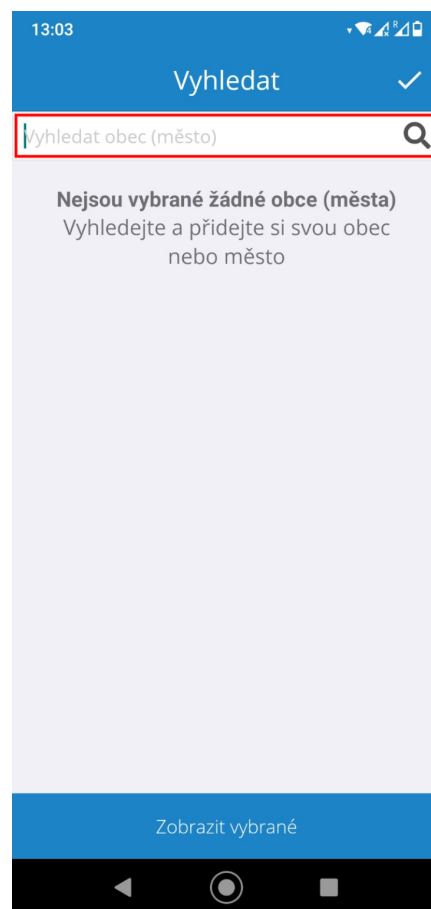 13:03
Vyhledat
Vyhledat obec (město)
Nejsou vybrané žádné obce (města)
Vyhledejte a přidejte si svou obec
nebo město
Zobrazit vybrané